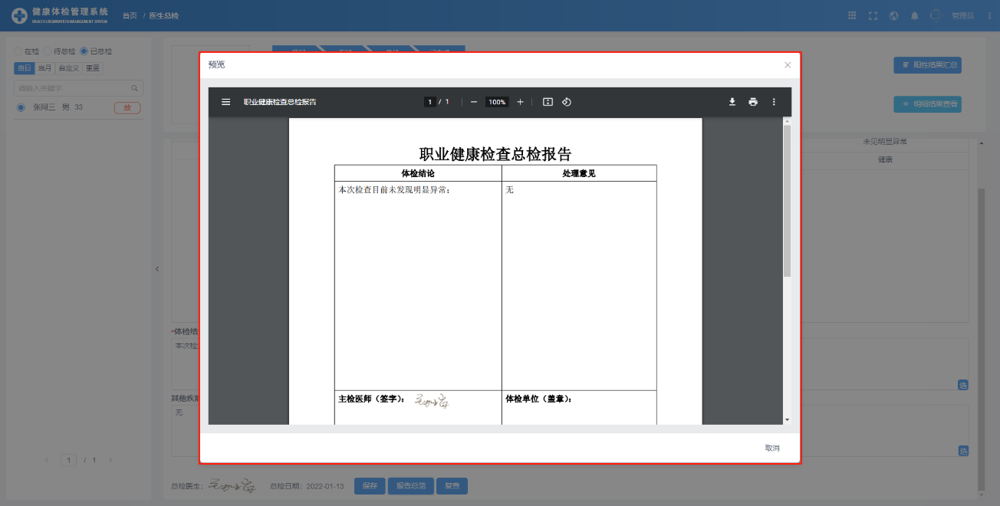 健康体检管理系统
HEALTH EXAMINATION MANAGEMENT SYSTEM
首页 / 医生总检
管理员
在检 待总检 已总检
当日 当月 自定义 重置
请输入关键字
张阿三 男 33
放
阳性结果汇总
明细结果查看
未见明显异常
健康
预览
职业健康检查总检报告
1 / 1
100%
职业健康检查总检报告
体检结论 处理意见
本次检查目前未发现明显异常; 无
主检医师（签字）:
体检单位（盖章）:
取消
*体检结
本次检
选
其他疾
无
选
1 / 1
总检医生:
总检日期: 2022-01-13
保存 报告总览 复查